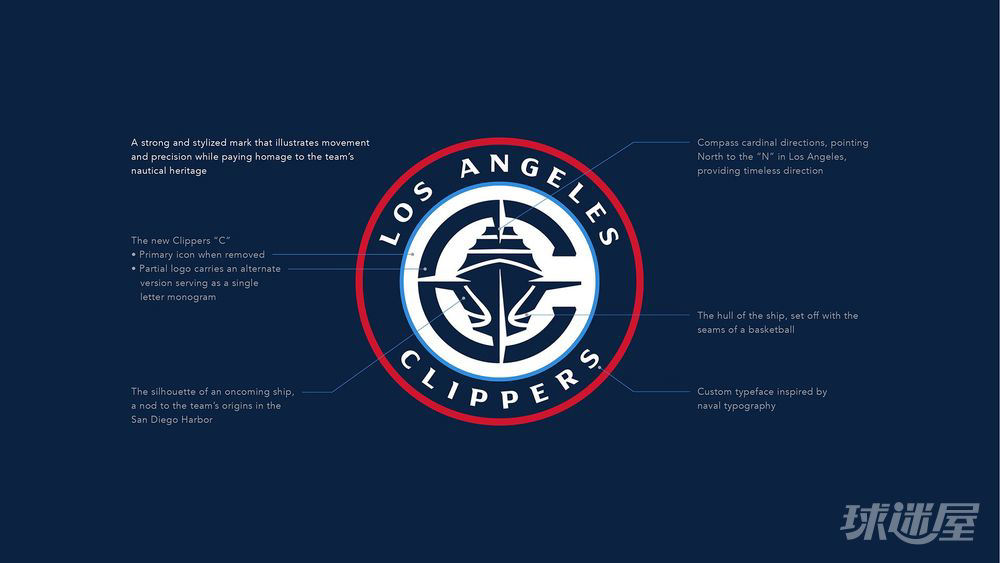 A strong and stylized mark that illustrates movement
and precision while paying homage to the team's
nautical heritage
The new Clippers "C"
• Primary icon when removed
• Partial logo carries an alternate
version serving as a single
letter monogram
The silhouette of an oncoming ship,
a nod to the team's origins in the
San Diego Harbor
LOS ANGELES
CLIPPERS
Compass cardinal directions, pointing
North to the "N" in Los Angeles,
providing timeless direction
The hull of the ship, set off with the
seams of a basketball
Custom typeface inspired by
naval typography
球迷屋